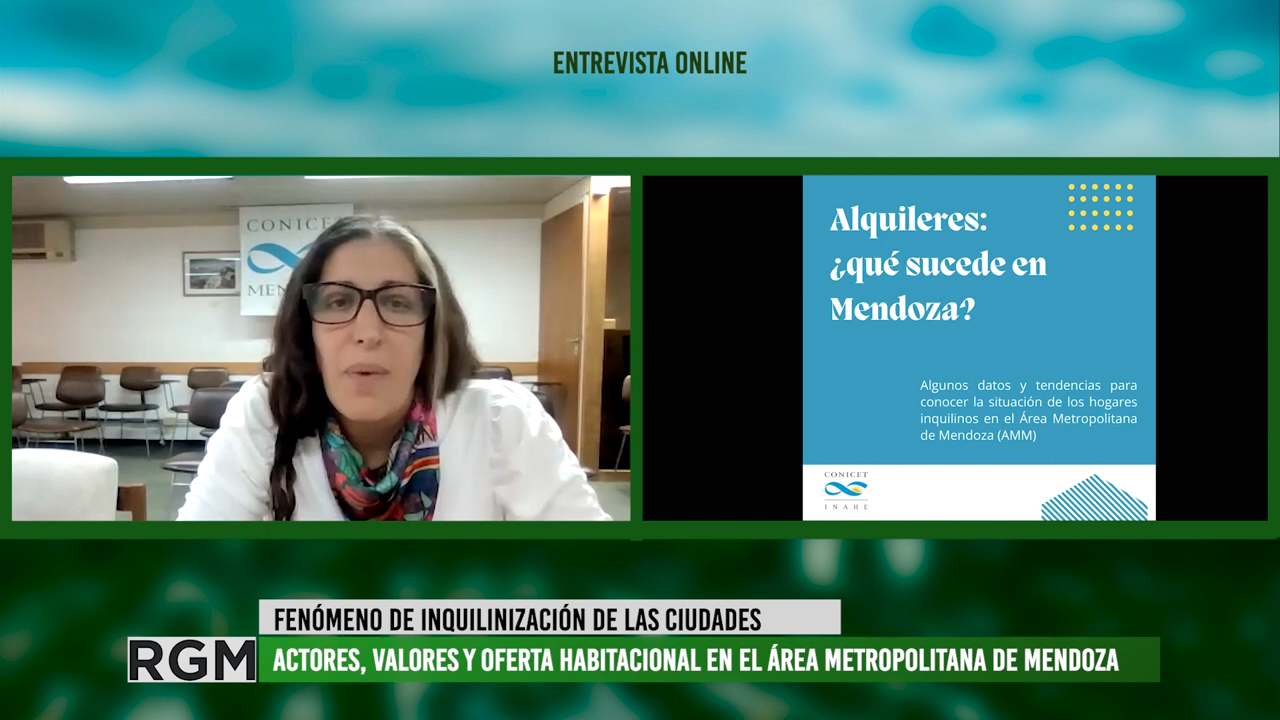 ENTREVISTA ONLINE
CONICET
MEN
Alquileres:
¿qué sucede en
Mendoza?
Algunos datos y tendencias para
conocer la situación de los hogares
inquilinos en el Área Metropolitana
de Mendoza (AMM)
CONICET
INAHE
FENÓMENO DE INQUILINIZACIÓN DE LAS CIUDADES
RGM
ACTORES, VALORES Y OFERTA HABITACIONAL EN EL ÁREA METROPOLITANA DE MENDOZA